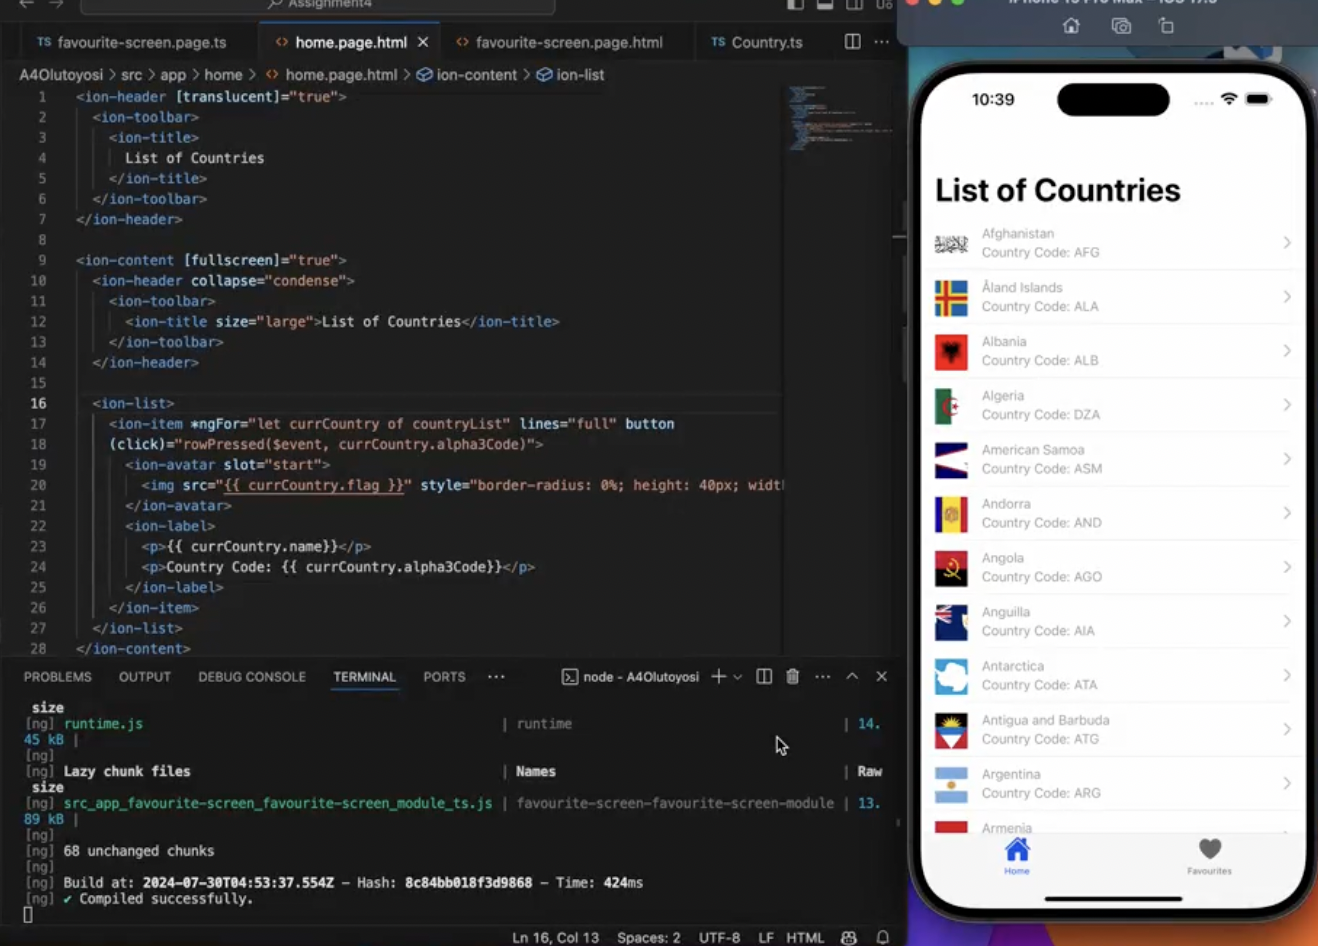 Assignment4
TS favourite-screen.page.ts
<> home.page.html
<> favourite-screen.page.html
TS Country.ts
A4Olutoyosi > src > app > home > <> home.page.html > ion-content > ion-list
1 <ion-header [translucent]="true">
2 <ion-toolbar>
3 <ion-title>
4 List of Countries
5 </ion-title>
6 </ion-toolbar>
7 </ion-header>
8
9 <ion-content [fullscreen]="true">
10 <ion-header collapse="condense">
11 <ion-toolbar>
12 <ion-title size="large">List of Countries</ion-title>
13 </ion-toolbar>
14 </ion-header>
15
16 <ion-list>
17 <ion-item *ngFor="let currCountry of countryList" lines="full" button
18 (click)="rowPressed($event, currCountry.alpha3Code)">
19 <ion-avatar slot="start">
20 <img src="{{ currCountry.flag }}" style="border-radius: 0%; height: 40px; widt
21 </ion-avatar>
22 <ion-label>
23 <p>{{ currCountry.name}}</p>
24 <p>Country Code: {{ currCountry.alpha3Code}}</p>
25 </ion-label>
26 </ion-item>
27 </ion-list>
28 </ion-content>
PROBLEMS OUTPUT DEBUG CONSOLE TERMINAL PORTS ··· node - A4Olutoyosi
size
[ng] runtime.js | runtime | 14.
45 kB |
[ng]
[ng] Lazy chunk files | Names | Raw
size
[ng] src_app_favourite-screen_favourite-screen_module_ts.js | favourite-screen-favourite-screen-module | 13.
89 kB |
[ng]
[ng] 68 unchanged chunks
[ng]
[ng] Build at: 2024-07-30T04:53:37.554Z - Hash: 8c84bb018f3d9868 - Time: 424ms
[ng] ✔ Compiled successfully.
Ln 16, Col 13 Spaces: 2 UTF-8 LF HTML
10:39
List of Countries
Afghanistan
Country Code: AFG
Åland Islands
Country Code: ALA
Albania
Country Code: ALB
Algeria
Country Code: DZA
American Samoa
Country Code: ASM
Andorra
Country Code: AND
Angola
Country Code: AGO
Anguilla
Country Code: AIA
Antarctica
Country Code: ATA
Antigua and Barbuda
Country Code: ATG
Argentina
Country Code: ARG
Armenia
Home
Favourites